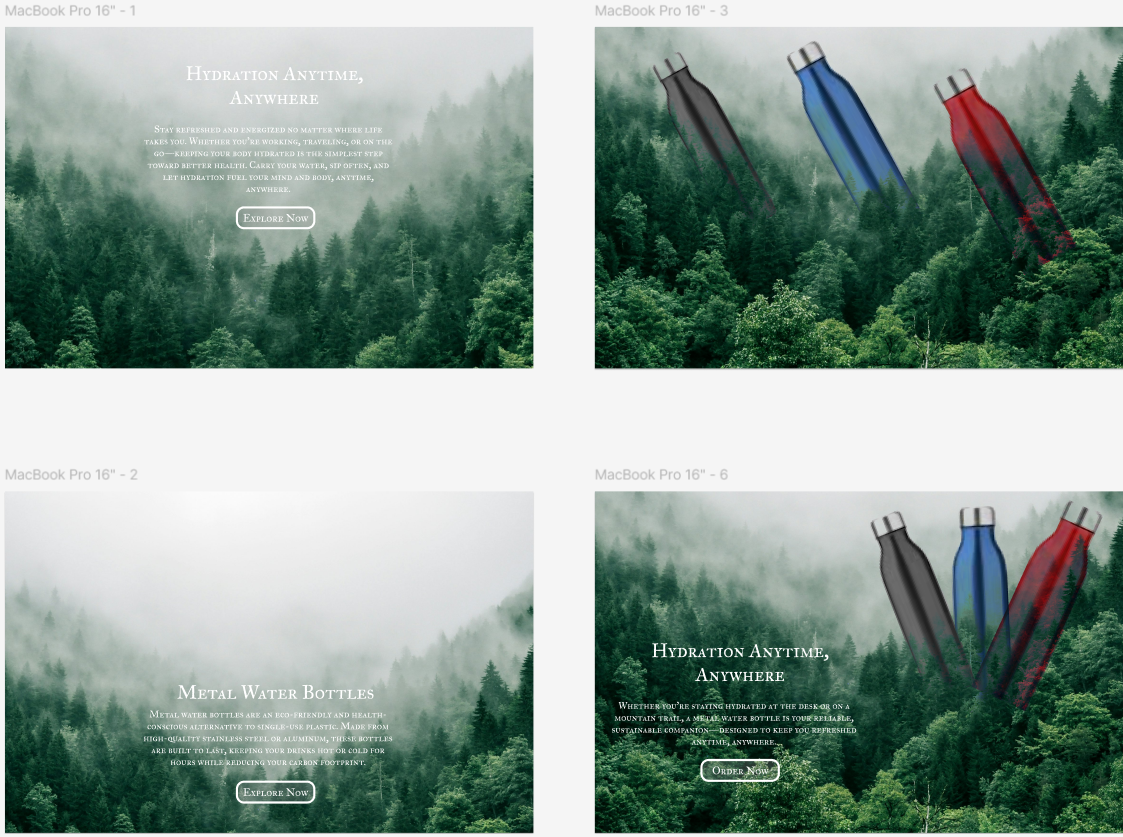 MacBook Pro 16" - 1
Hydration Anytime,
Anywhere
Stay refreshed and energized no matter where life
takes you. Whether you're working, traveling, or on the
go—keeping your body hydrated is the simplest step
toward better health. Carry your water, sip often, and
let hydration fuel your mind and body, anytime,
anywhere.
Explore Now
MacBook Pro 16" - 3
MacBook Pro 16" - 2
Metal Water Bottles
Metal water bottles are an eco-friendly and health-
conscious alternative to single-use plastic. Made from
high-quality stainless steel or aluminum, these bottles
are built to last, keeping your drinks hot or cold for
hours while reducing your carbon footprint.
Explore Now
MacBook Pro 16" - 6
Hydration Anytime,
Anywhere
Whether you're staying hydrated at the desk or on a
mountain trail, a metal water bottle is your reliable,
sustainable companion—designed to keep you refreshed
anytime, anywhere.
Order Now